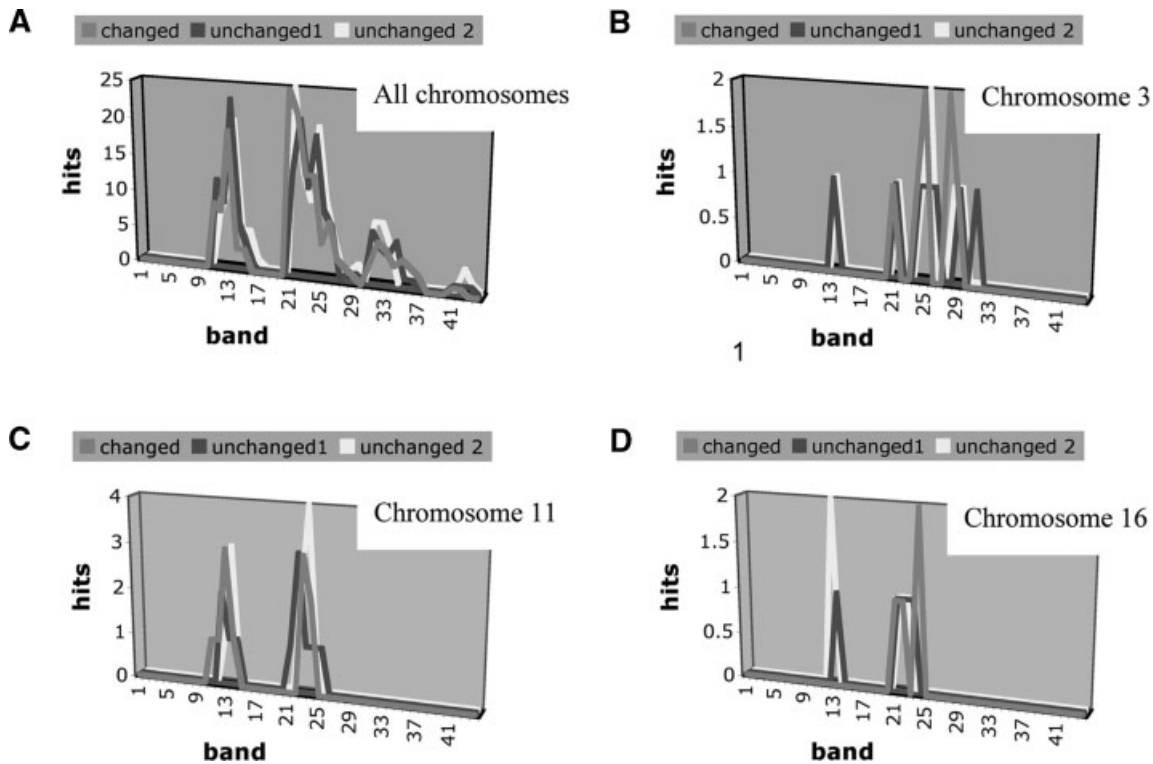 A
changed unchanged1 unchanged 2
All chromosomes
25
20
15
10
5
0
hits
1 5 9 13 17 21 25 29 33 37 41
band
B
changed unchanged1 unchanged 2
Chromosome 3
2
1.5
1
0.5
0
hits
1 5 9 13 17 21 25 29 33 37 41
band
1
C
changed unchanged1 unchanged 2
Chromosome 11
4
3
2
1
0
hits
1 5 9 13 17 21 25 29 33 37 41
band
D
changed unchanged1 unchanged 2
Chromosome 16
2
1.5
1
0.5
0
hits
1 5 9 13 17 21 25 29 33 37 41
band